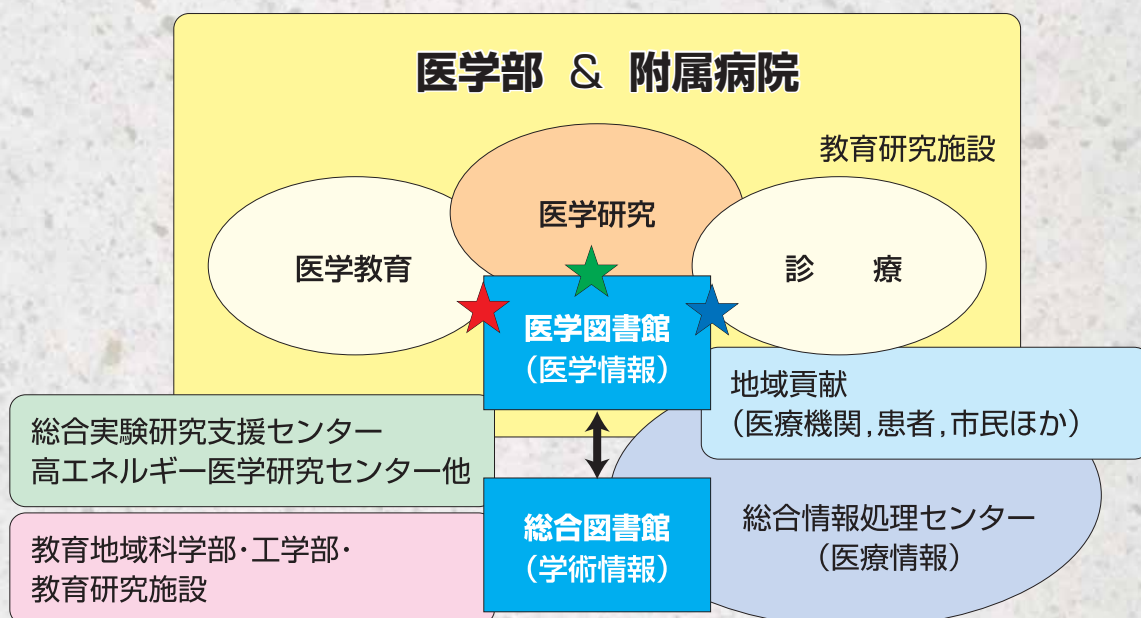 医学部 & 附属病院
教育研究施設
医学研究
医学教育
診　療
医学図書館
（医学情報）
地域貢献
（医療機関,患者,市民ほか）
総合実験研究支援センター
高エネルギー医学研究センター他
総合図書館
（学術情報）
総合情報処理センター
（医療情報）
教育地域科学部・工学部・
教育研究施設